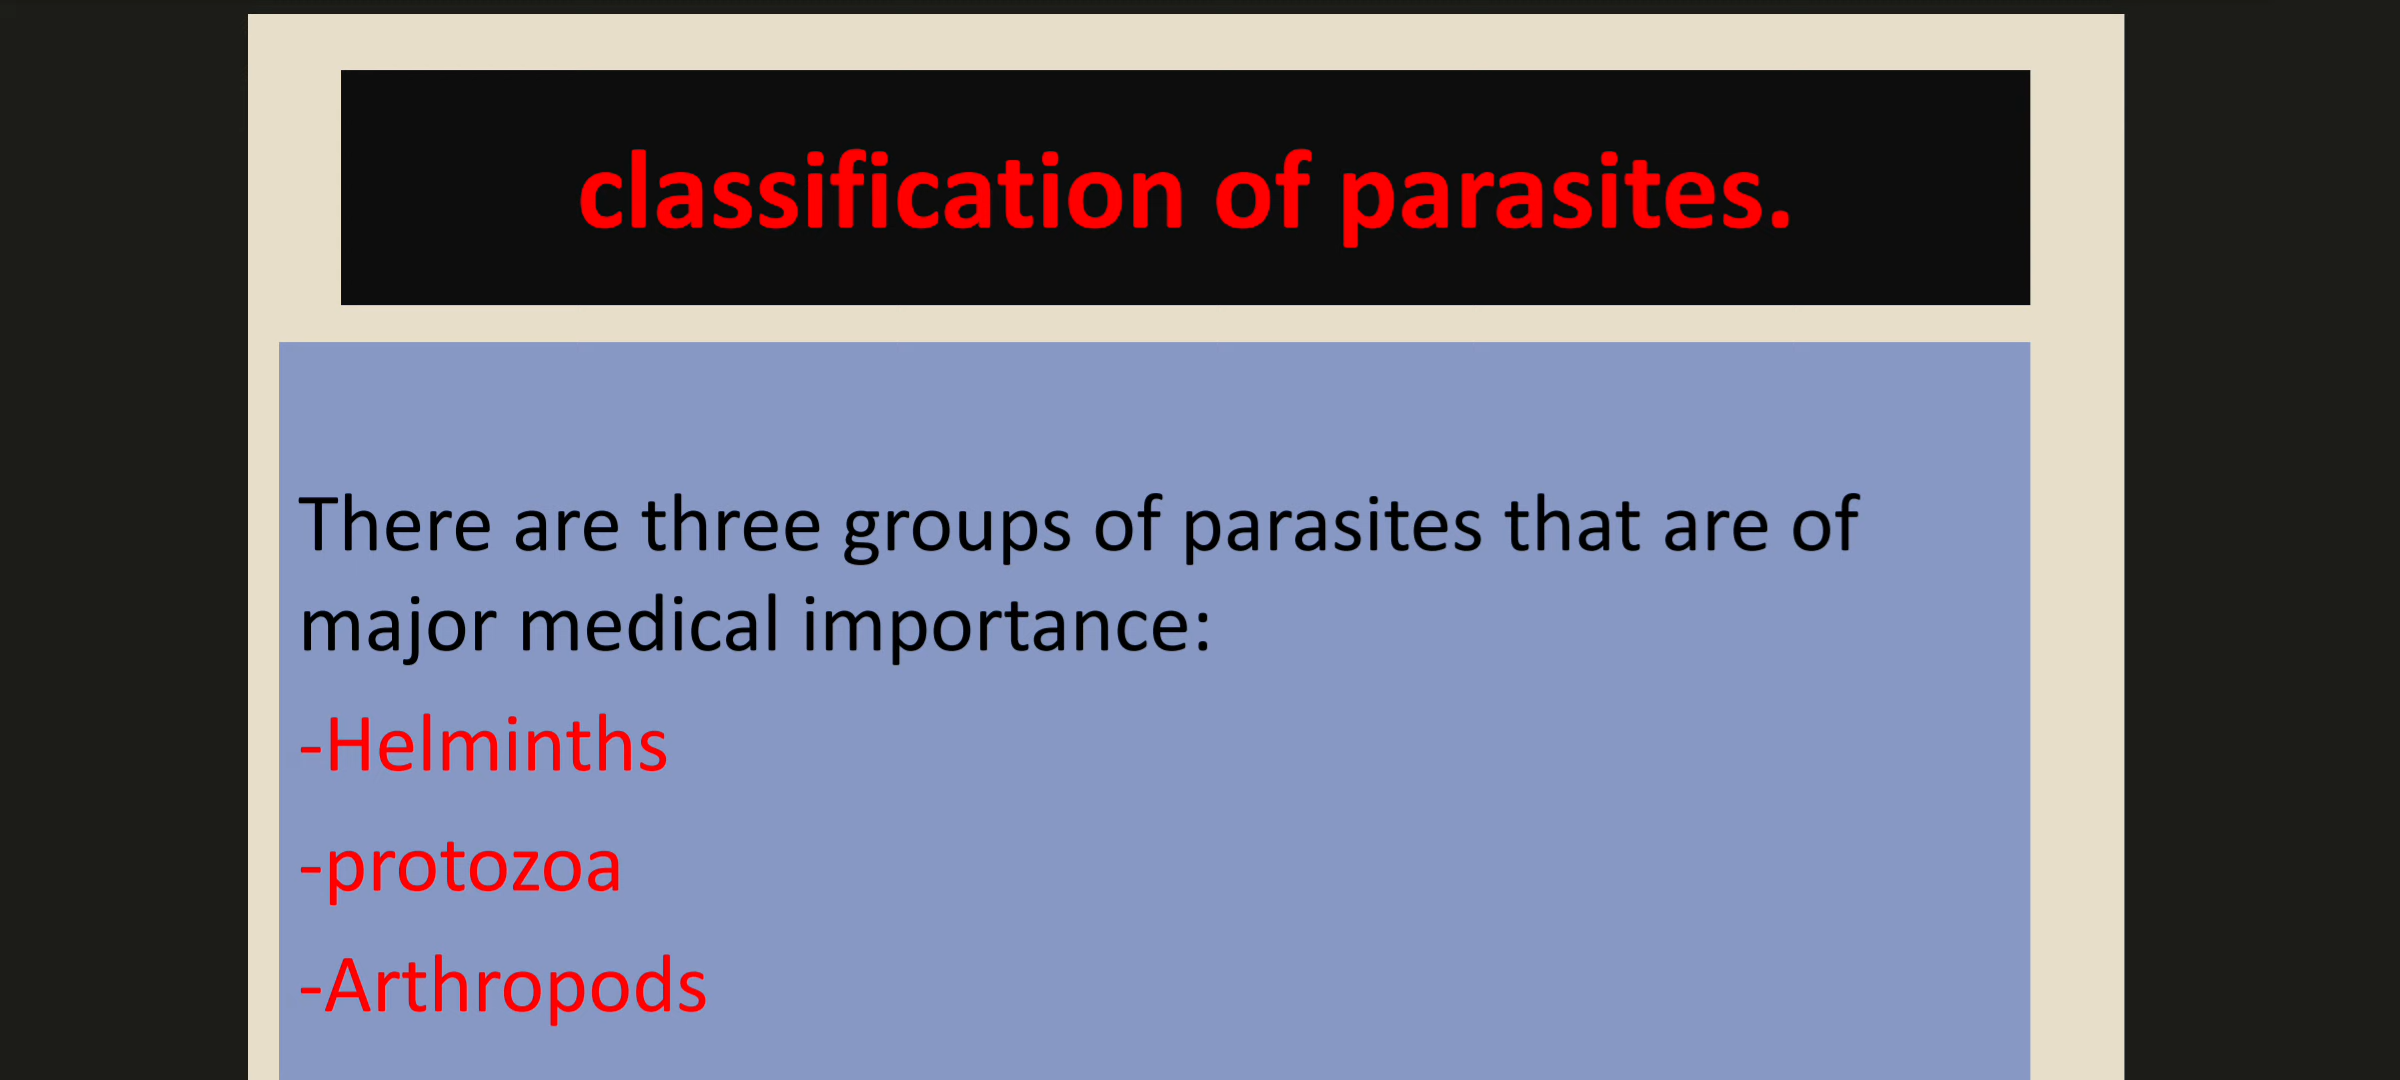 classification of parasites.
There are three groups of parasites that are of
major medical importance:
-Helminths
-protozoa
-Arthropods